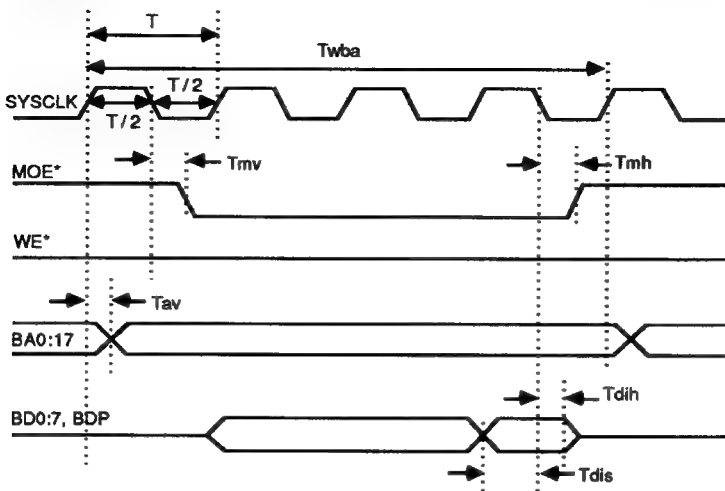 T
Twba
SYSCLK
T/2
T/2
MOE*
Tmv
Tmh
WE*
Tav
BA0:17
Tdih
BD0:7, BDP
Tdis